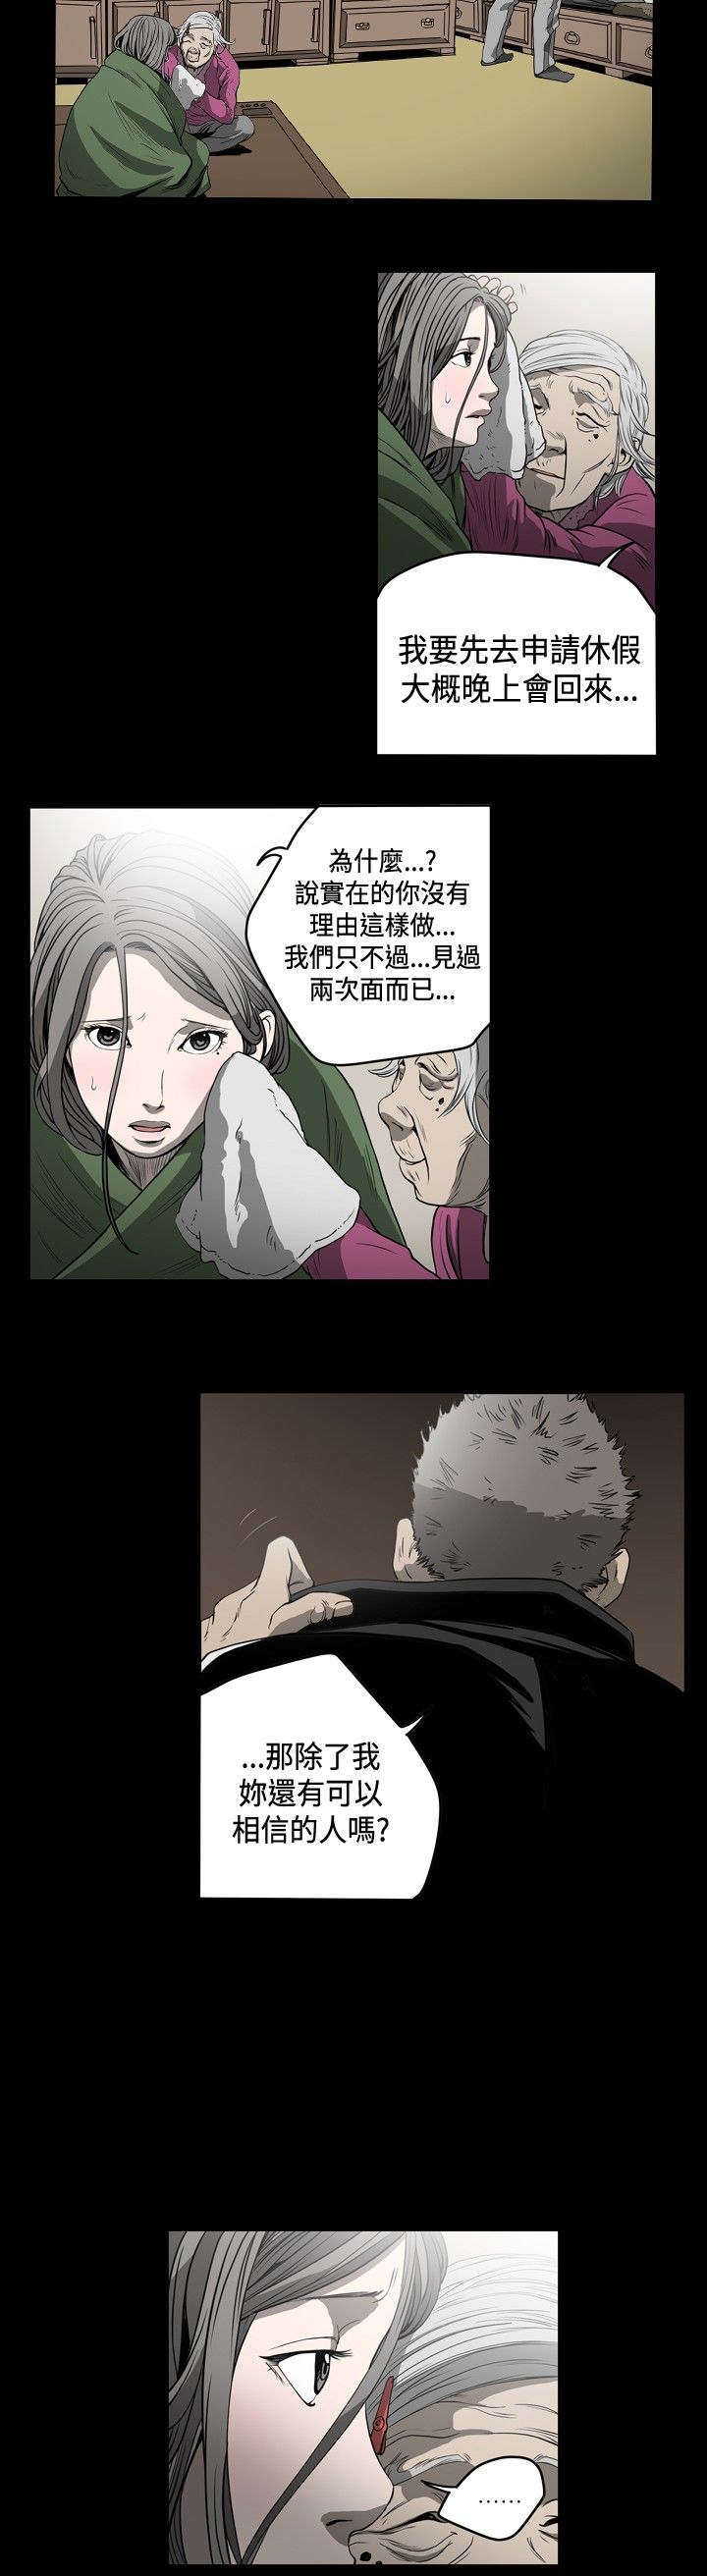 我要先去申請休假
大概晚上會回來...
為什麼...?
說實在的你沒有
理由這樣做...
我們只不過...見過
兩次面而已...
...那除了我
妳還有可以
相信的人嗎?
......